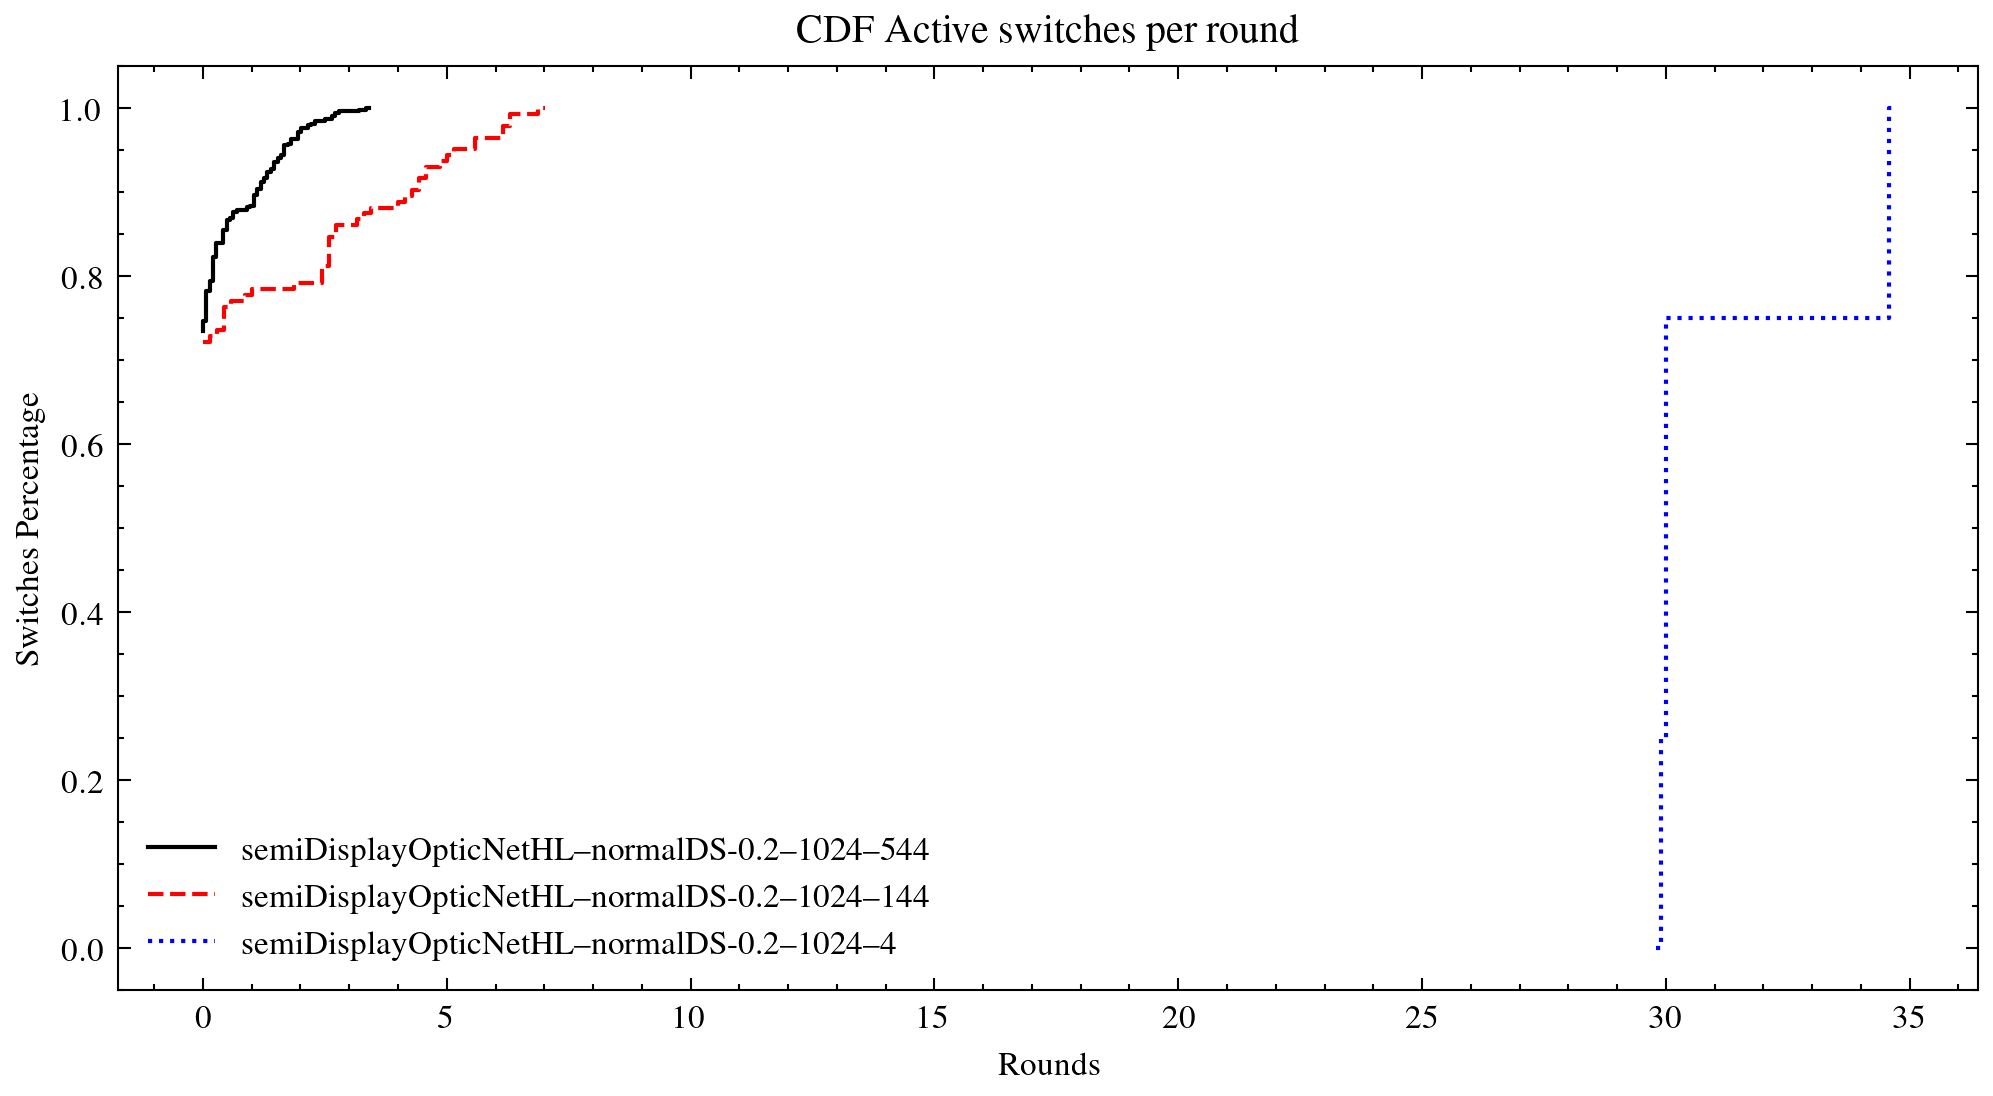 CDF Active switches per round
1.0
0.8
0.6
0.4
0.2
0.0
Switches Percentage
semiDisplayOpticNetHL–normalDS-0.2–1024–544
semiDisplayOpticNetHL–normalDS-0.2–1024–144
semiDisplayOpticNetHL–normalDS-0.2–1024–4
0 5 10 15 20 25 30 35
Rounds